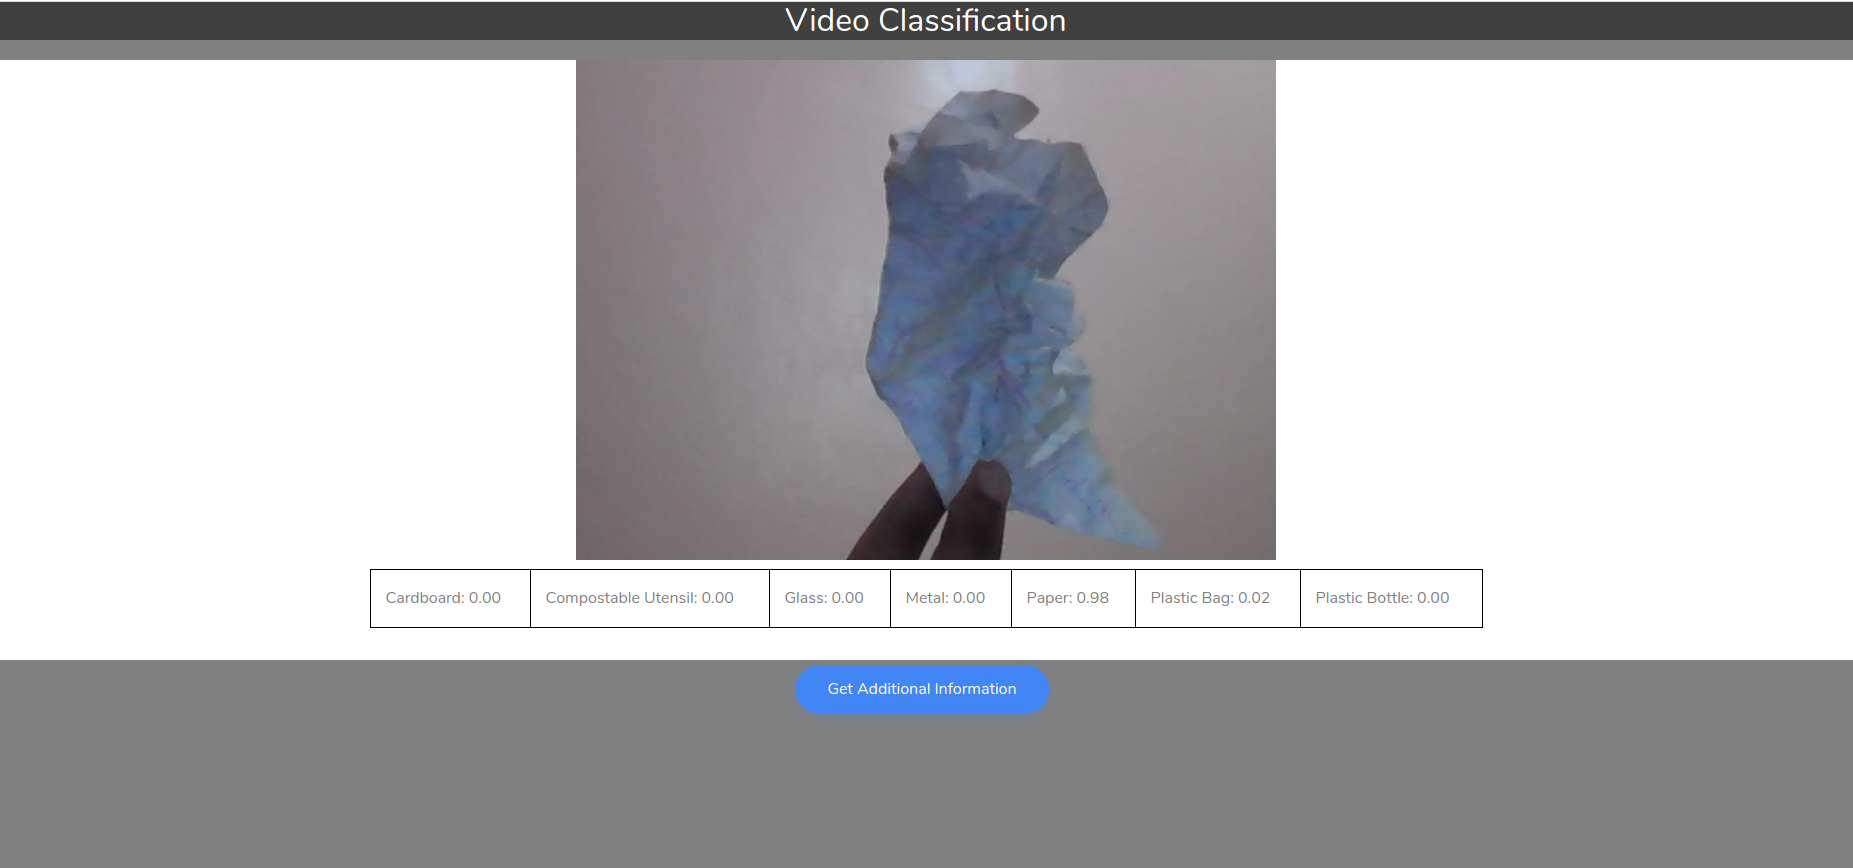 Video Classification
Cardboard: 0.00 Compostable Utensil: 0.00 Glass: 0.00 Metal: 0.00 Paper: 0.98 Plastic Bag: 0.02 Plastic Bottle: 0.00
Get Additional Information